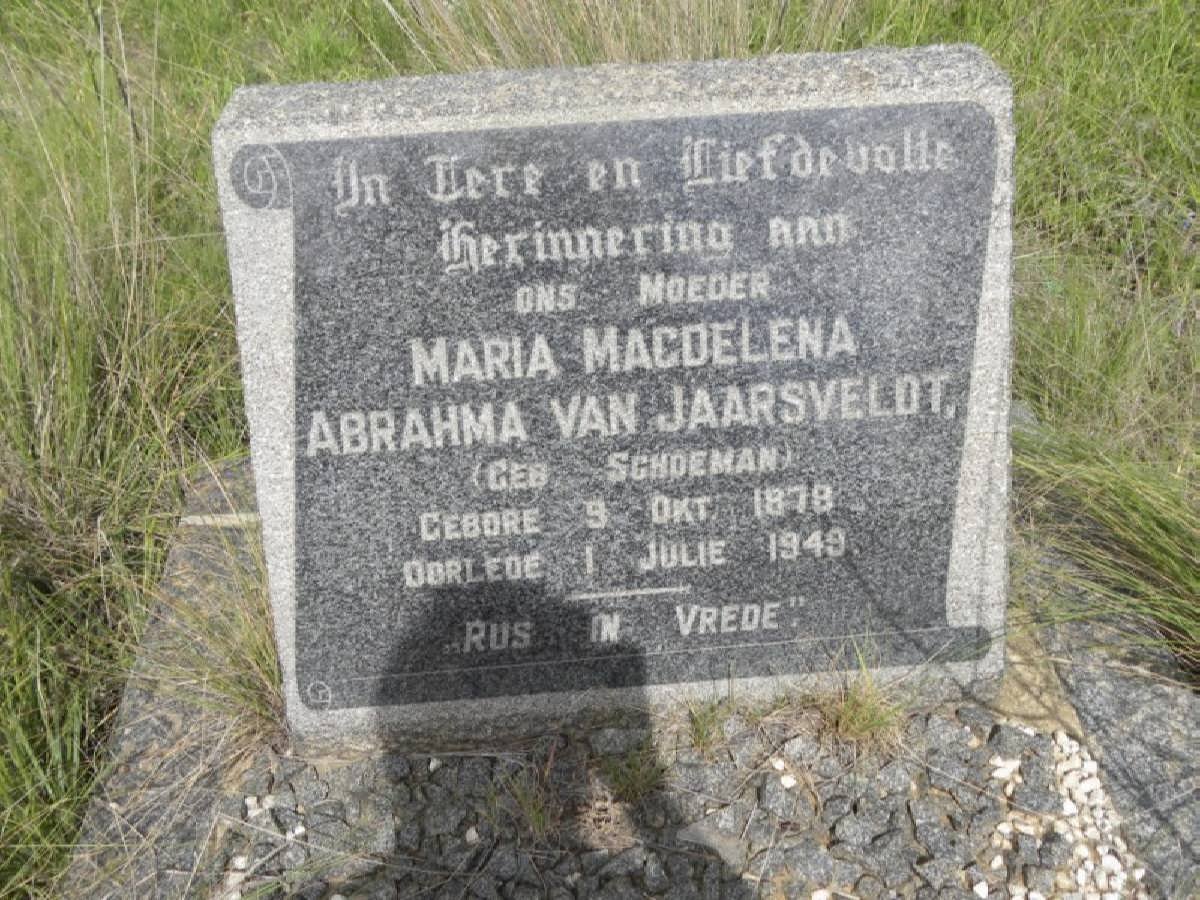 In Tere en Liefdevolle
Herinnering aan
ONS MOEDER
MARIA MAGDELENA
ABRAHMA VAN JAARSVELDT,
(GEB SCHOEMAN)
GEBORE 9 OKT 1878
OORLEDE 1 JULIE 1949.
„RUS IN VREDE”.